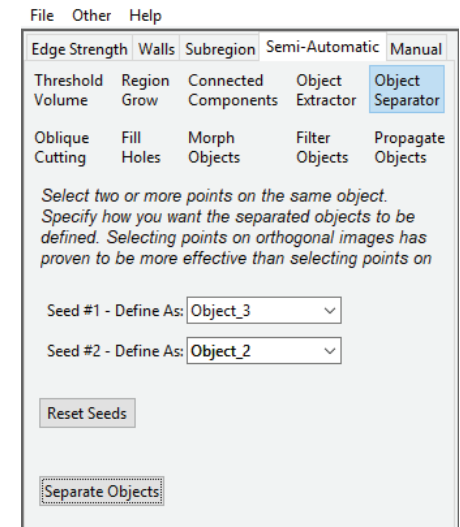 File Other Help
Edge Strength Walls Subregion Semi-Automatic Manual
Threshold Region Connected Object Object
Volume Grow Components Extractor Separator
Oblique Fill Morph Filter Propagate
Cutting Holes Objects Objects Objects
Select two or more points on the same object.
Specify how you want the separated objects to be
defined. Selecting points on orthogonal images has
proven to be more effective than selecting points on
Seed #1 - Define As: Object_3
Seed #2 - Define As: Object_2
Reset Seeds
Separate Objects